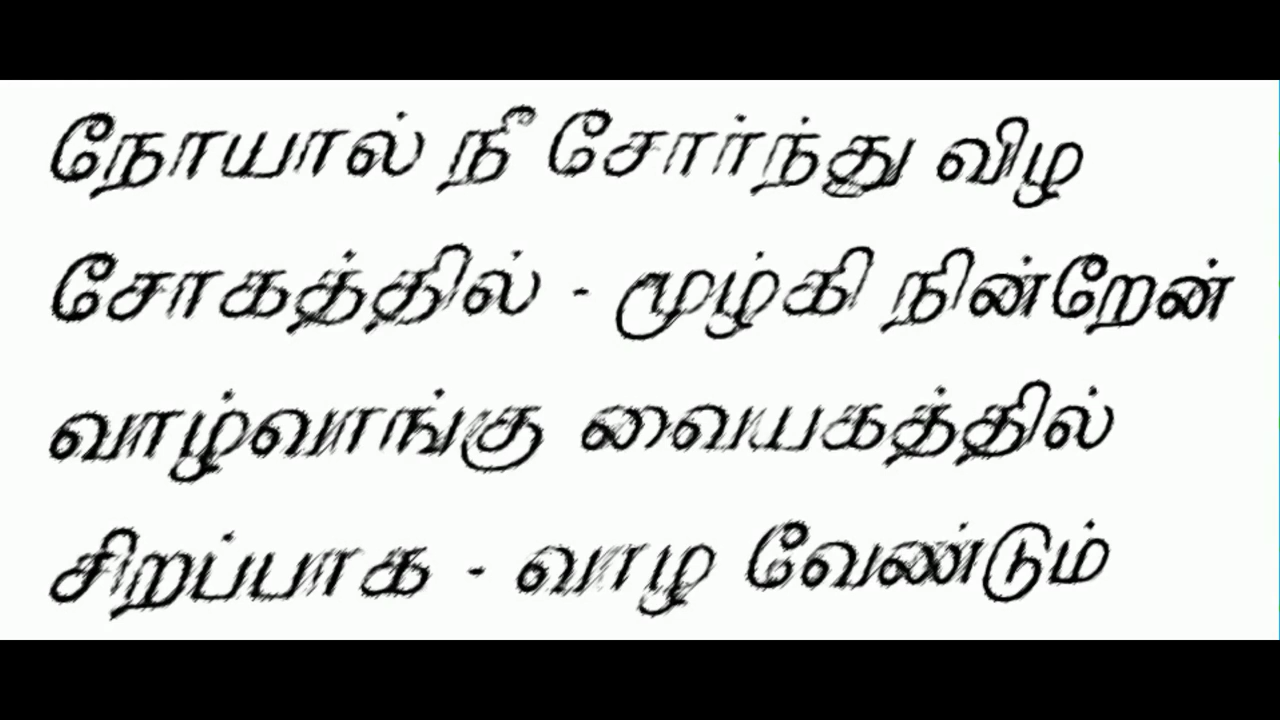 நோயால் நீ சோர்ந்து விழ
சோகத்தில் - மூழ்கி நின்றேன்
வாழ்வாங்கு வையகத்தில்
சிறப்பாக - வாழ வேண்டும்